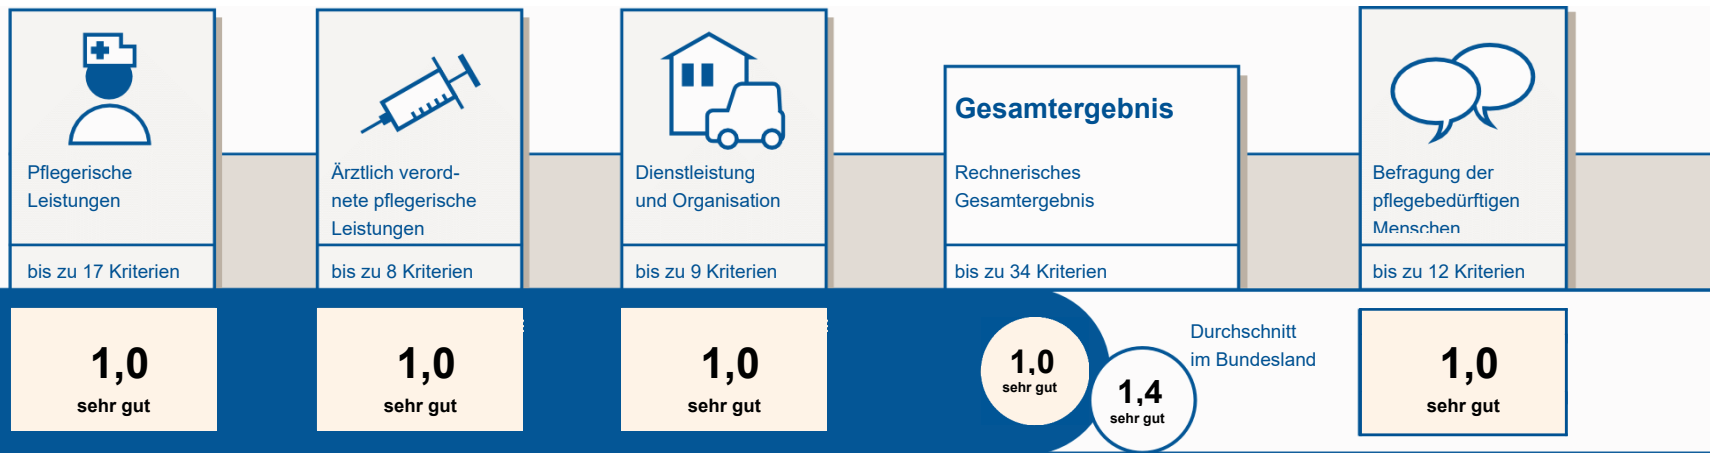 Pflegerische
Leistungen
bis zu 17 Kriterien
1,0
sehr gut
Ärztlich verord-
nete pflegerische
Leistungen
bis zu 8 Kriterien
1,0
sehr gut
Dienstleistung
und Organisation
bis zu 9 Kriterien
1,0
sehr gut
Gesamtergebnis
Rechnerisches
Gesamtergebnis
bis zu 34 Kriterien
1,0
sehr gut
1,4
sehr gut
Durchschnitt
im Bundesland
Befragung der
pflegebedürftigen
Menschen
bis zu 12 Kriterien
1,0
sehr gut